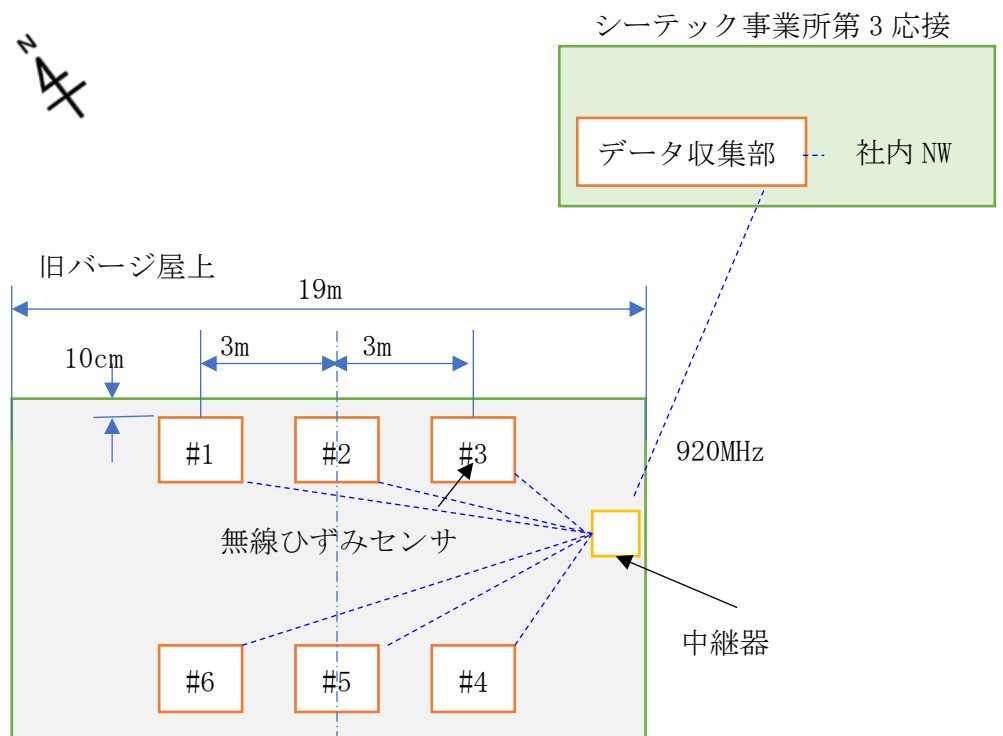 シーテック事業所第3応接
N
データ収集部
社内NW
旧バージ屋上
19m
10cm
3m
3m
#1
#2
#3
920MHz
無線ひずみセンサ
中継器
#6
#5
#4